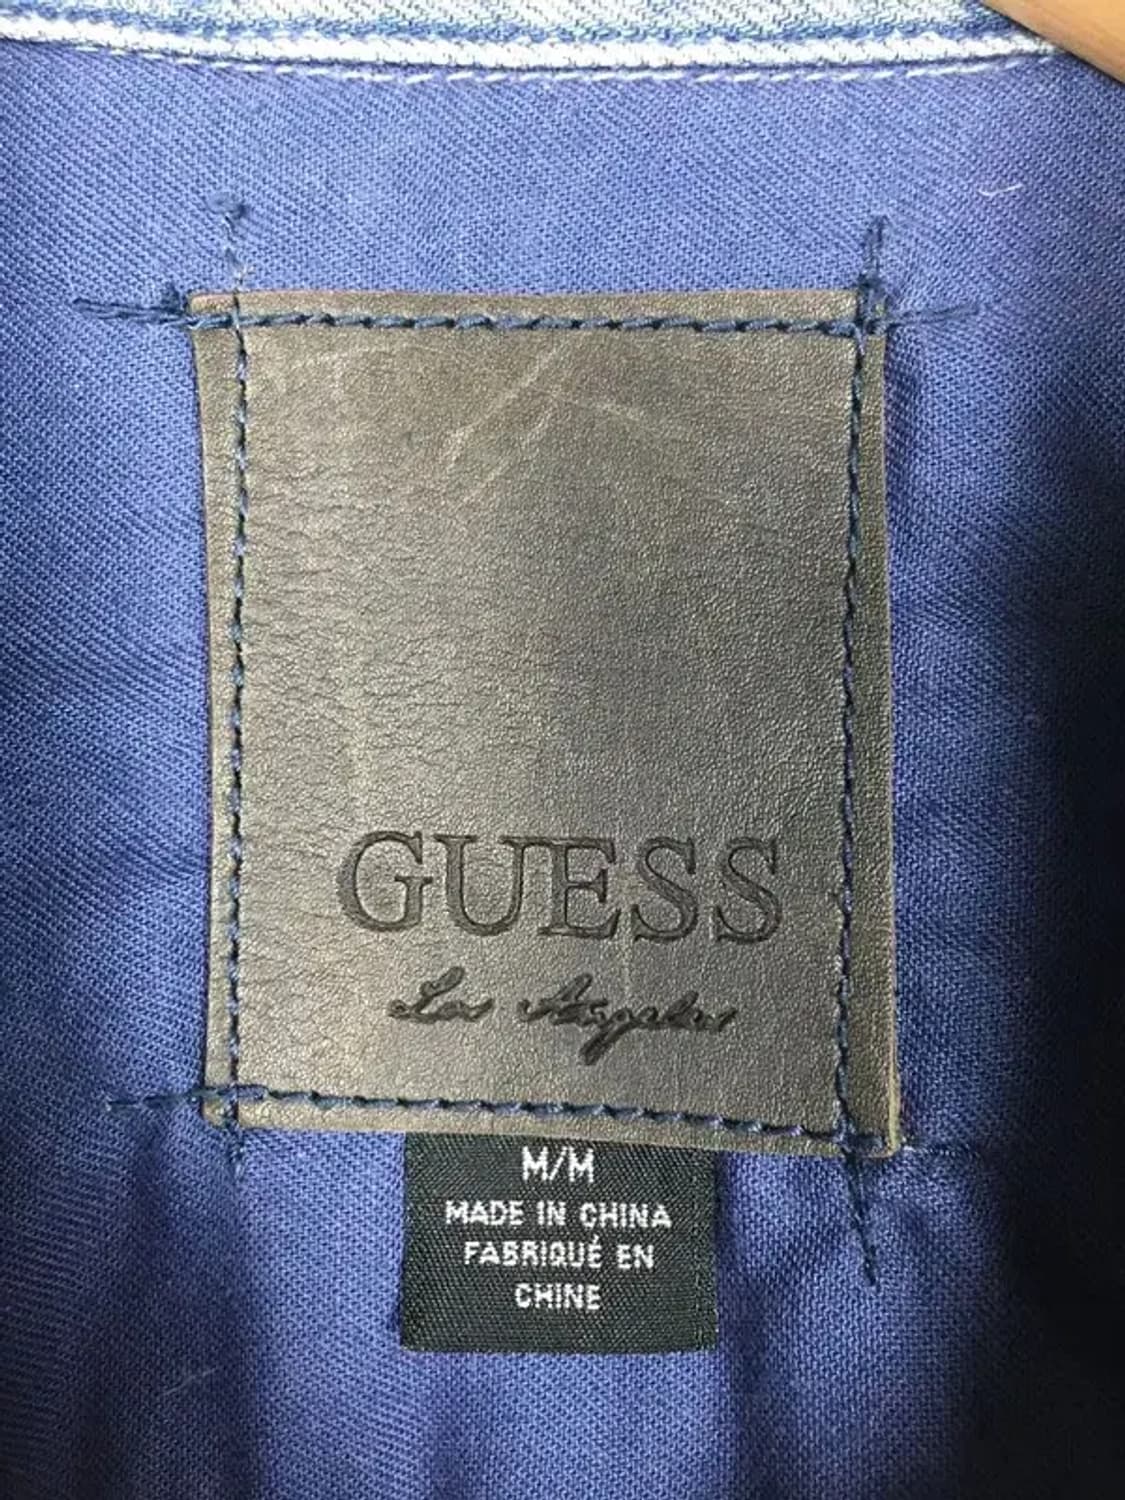 GUESS
Los Angeles
M/M
MADE IN CHINA
FABRIQUÉ EN
CHINE